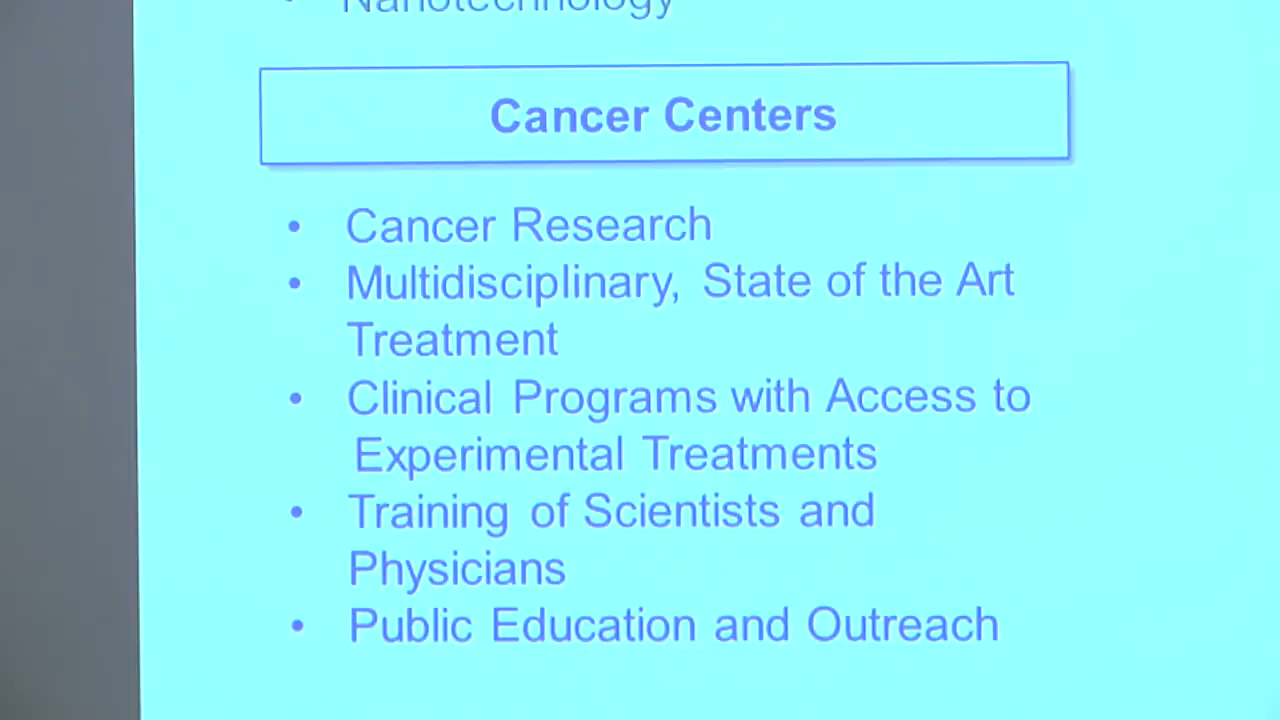 • Nanotechnology
Cancer Centers
• Cancer Research
• Multidisciplinary, State of the Art
Treatment
• Clinical Programs with Access to
Experimental Treatments
• Training of Scientists and
Physicians
• Public Education and Outreach